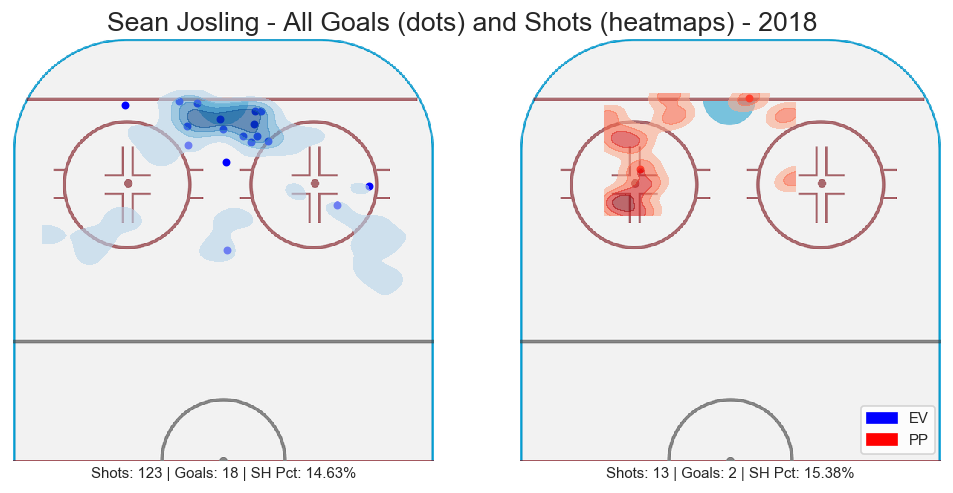 Sean Josling - All Goals (dots) and Shots (heatmaps) - 2018
EV
PP
Shots: 123 | Goals: 18 | SH Pct: 14.63%
Shots: 13 | Goals: 2 | SH Pct: 15.38%